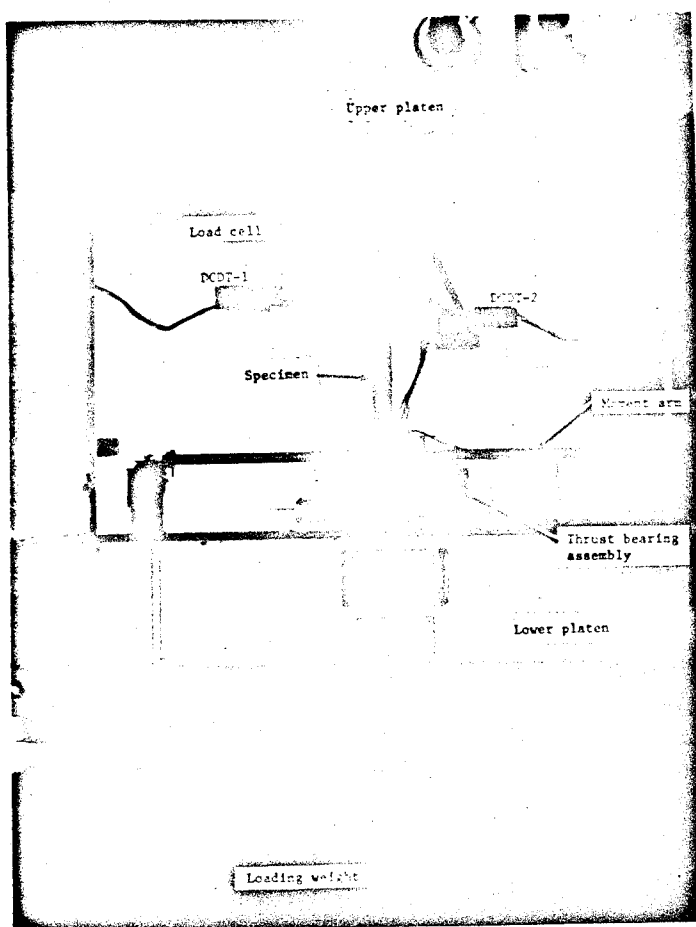 Upper platen
Load cell
DCDT-1
DCDT-2
Specimen
Moment arm
Thrust bearing
assembly
Lower platen
Loading weight